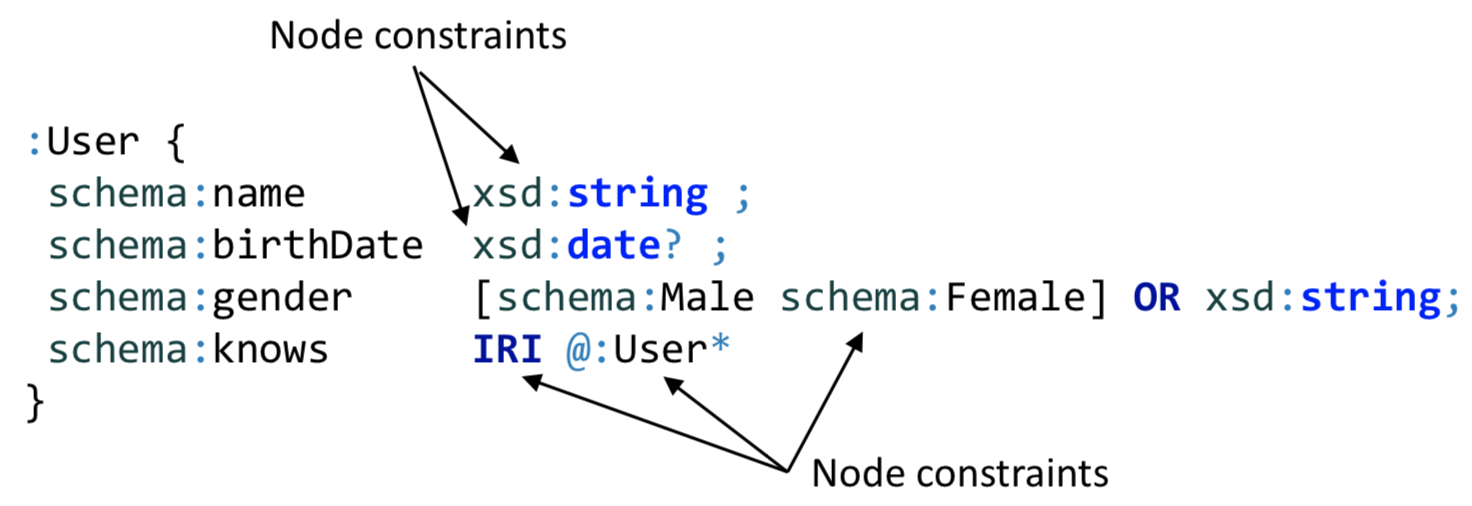 Node constraints
:User {
schema:name xsd:string ;
schema:birthDate xsd:date? ;
schema:gender [schema:Male schema:Female] OR xsd:string;
schema:knows IRI @:User*
}
Node constraints